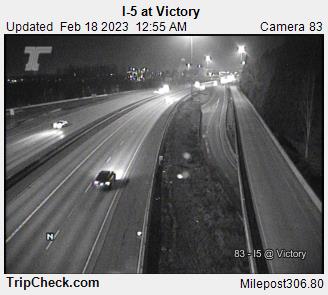 I-5 at Victory
Updated Feb 18 2023 12:55 AM Camera 83
T
N
83 - I5 @ Victory
TripCheck.com Milepost306.80